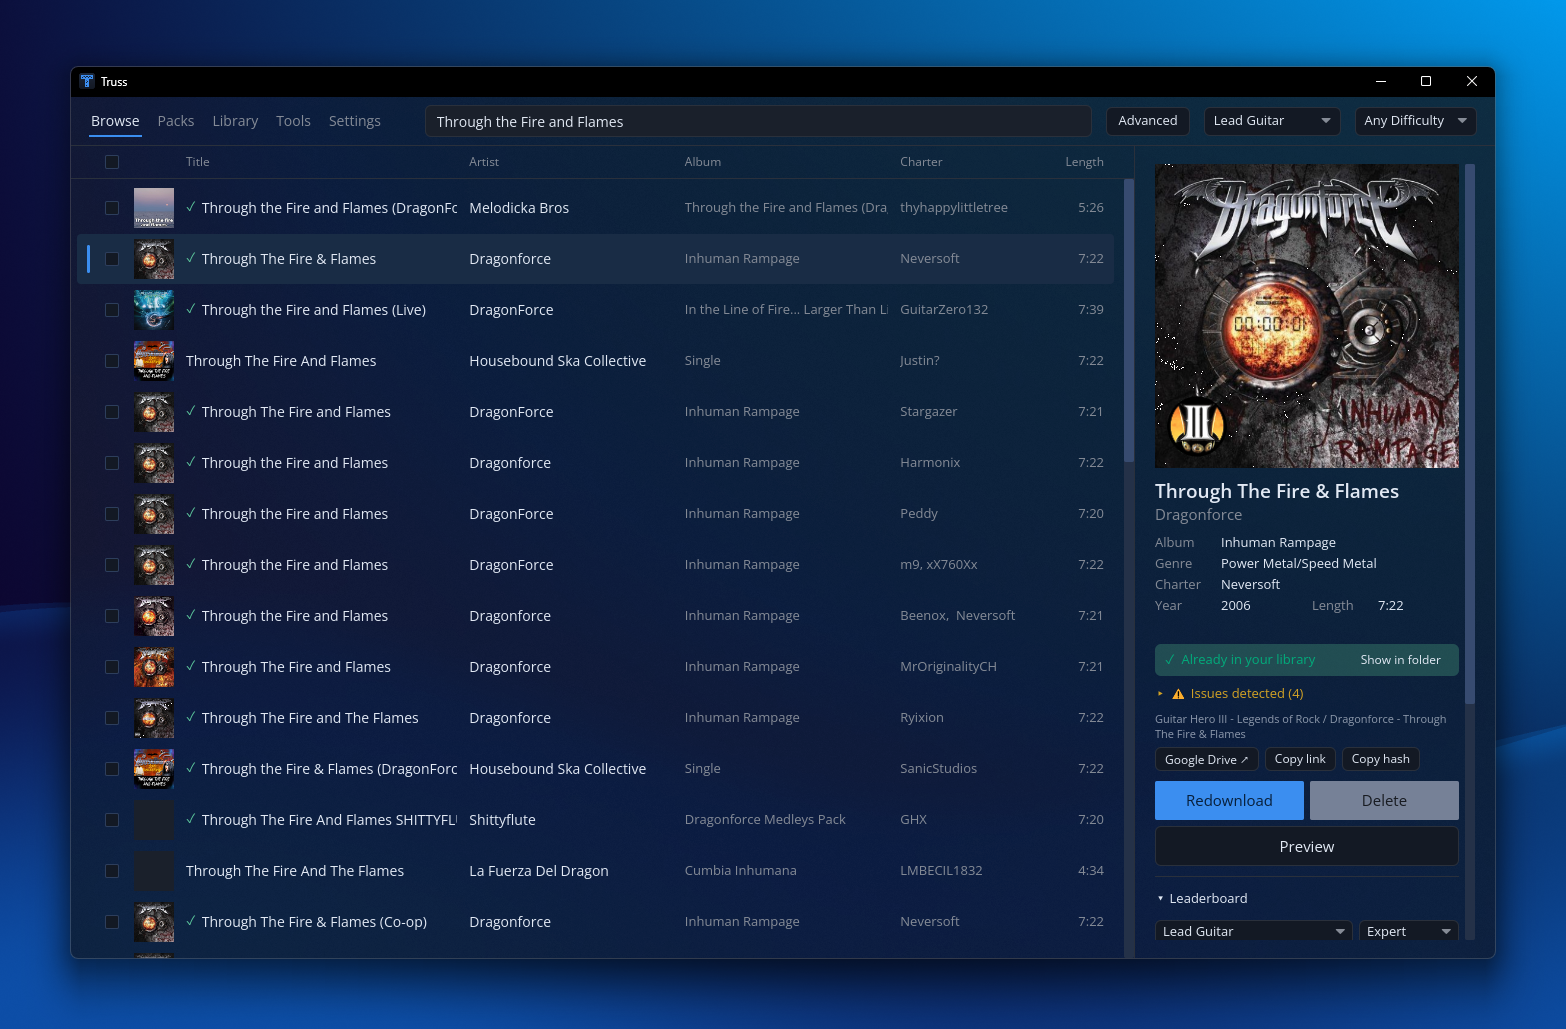 Truss
Browse Packs Library Tools Settings
Through the Fire and Flames
Advanced
Lead Guitar
Any Difficulty
Title Artist Album Charter Length
✓ Through the Fire and Flames (DragonFc Melodicka Bros Through the Fire and Flames (Dra thyhappylittletree 5:26
✓ Through The Fire & Flames Dragonforce Inhuman Rampage Neversoft 7:22
✓ Through the Fire and Flames (Live) DragonForce In the Line of Fire... Larger Than Li GuitarZero132 7:39
Through The Fire And Flames Housebound Ska Collective Single Justin? 7:22
✓ Through The Fire and Flames DragonForce Inhuman Rampage Stargazer 7:21
✓ Through the Fire and Flames Dragonforce Inhuman Rampage Harmonix 7:22
✓ Through the Fire and Flames DragonForce Inhuman Rampage Peddy 7:20
✓ Through the Fire and Flames DragonForce Inhuman Rampage m9, xX760Xx 7:22
✓ Through the Fire and Flames Dragonforce Inhuman Rampage Beenox, Neversoft 7:21
✓ Through The Fire and Flames Dragonforce Inhuman Rampage MrOriginalityCH 7:21
✓ Through The Fire and The Flames Dragonforce Inhuman Rampage Ryixion 7:22
✓ Through the Fire & Flames (DragonForc Housebound Ska Collective Single SanicStudios 7:22
✓ Through The Fire And Flames SHITTYFLU Shittyflute Dragonforce Medleys Pack GHX 7:20
Through The Fire And The Flames La Fuerza Del Dragon Cumbia Inhumana LMBECIL1832 4:34
✓ Through The Fire & Flames (Co-op) Dragonforce Inhuman Rampage Neversoft 7:22
Dragonforce
III
INHUMAN
RAMPAGE
Through The Fire & Flames
Dragonforce
Album Inhuman Rampage
Genre Power Metal/Speed Metal
Charter Neversoft
Year 2006 Length 7:22
✓ Already in your library Show in folder
Issues detected (4)
Guitar Hero III - Legends of Rock / Dragonforce - Through
The Fire & Flames
Google Drive ↗ Copy link Copy hash
Redownload Delete
Preview
Leaderboard
Lead Guitar Expert